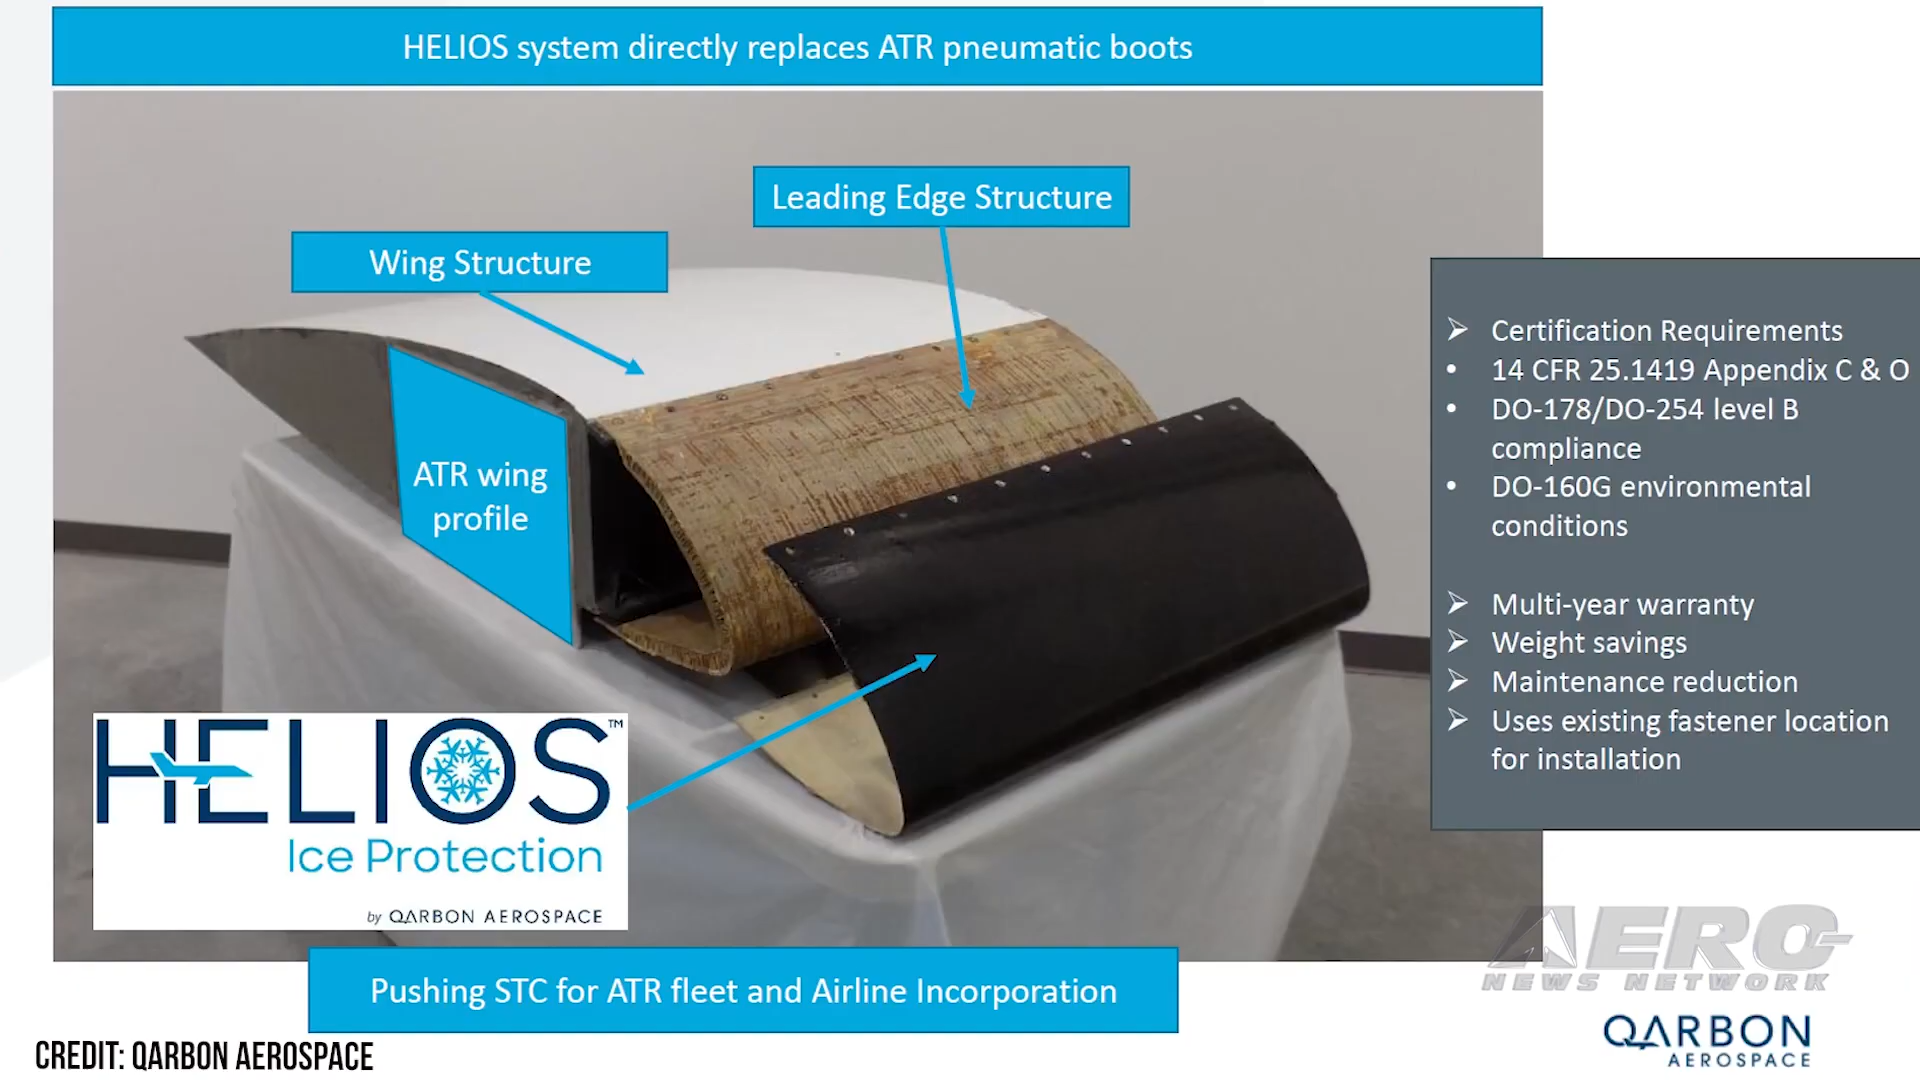 HELIOS system directly replaces ATR pneumatic boots
Leading Edge Structure
Wing Structure
ATR wing
profile
➢ Certification Requirements
• 14 CFR 25.1419 Appendix C & O
• DO-178/DO-254 level B
compliance
• DO-160G environmental
conditions
➢ Multi-year warranty
➢ Weight savings
➢ Maintenance reduction
➢ Uses existing fastener location
for installation
HELIOS™
Ice Protection
by QARBON AEROSPACE
Pushing STC for ATR fleet and Airline Incorporation
AERO
NEWS NETWORK
QARBON
AEROSPACE
CREDIT: QARBON AEROSPACE